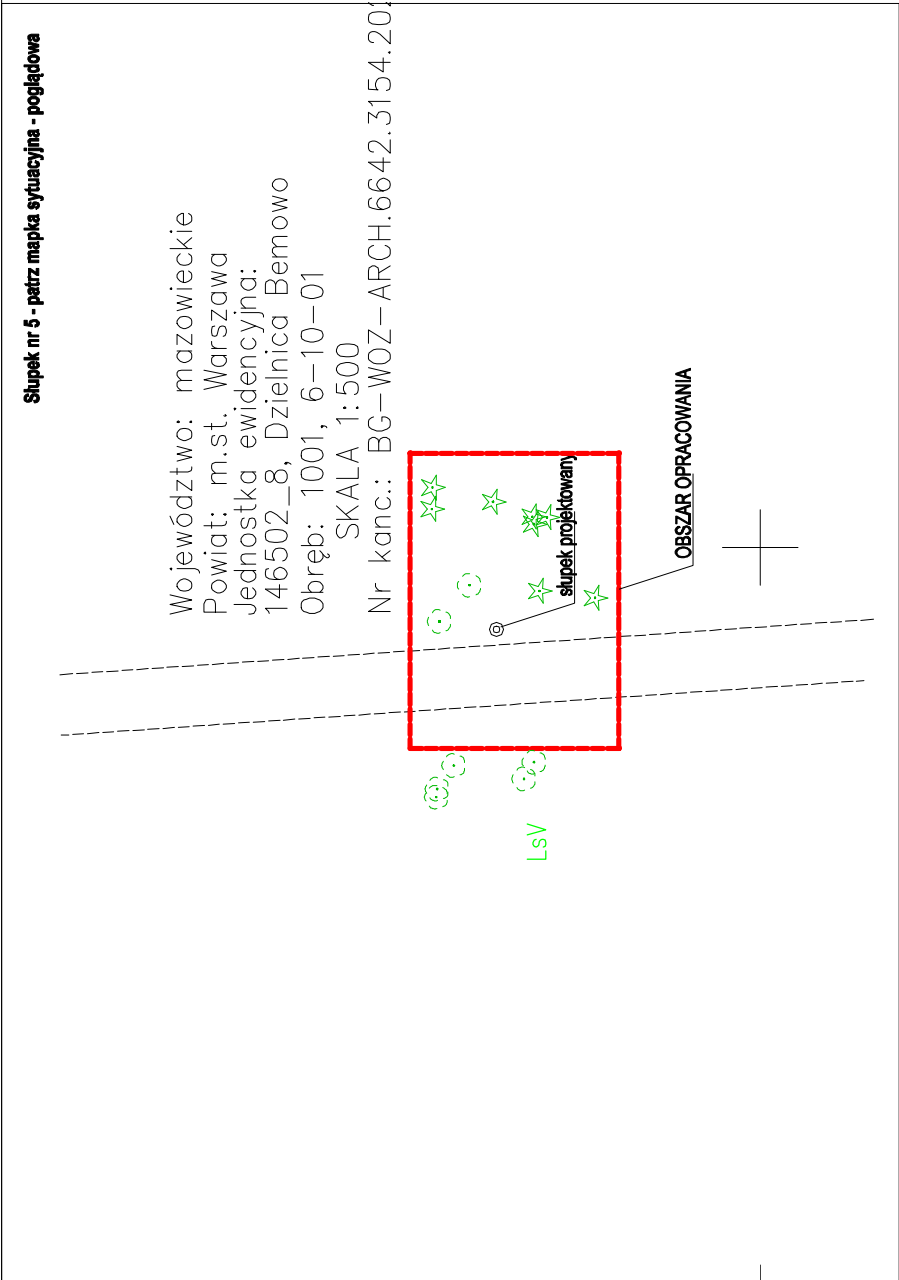 Słupek nr 5 - patrz mapka sytuacyjna - poglądowa
Województwo: mazowieckie
Powiat: m.st. Warszawa
Jednostka ewidencyjna:
146502_8, Dzielnica Bemowo
Obręb: 1001, 6-10-01
SKALA 1:500
Nr kanc.: BG-WOZ-ARCH.6642.3154.202
słupek projektowany
OBSZAR OPRACOWANIA
LsV